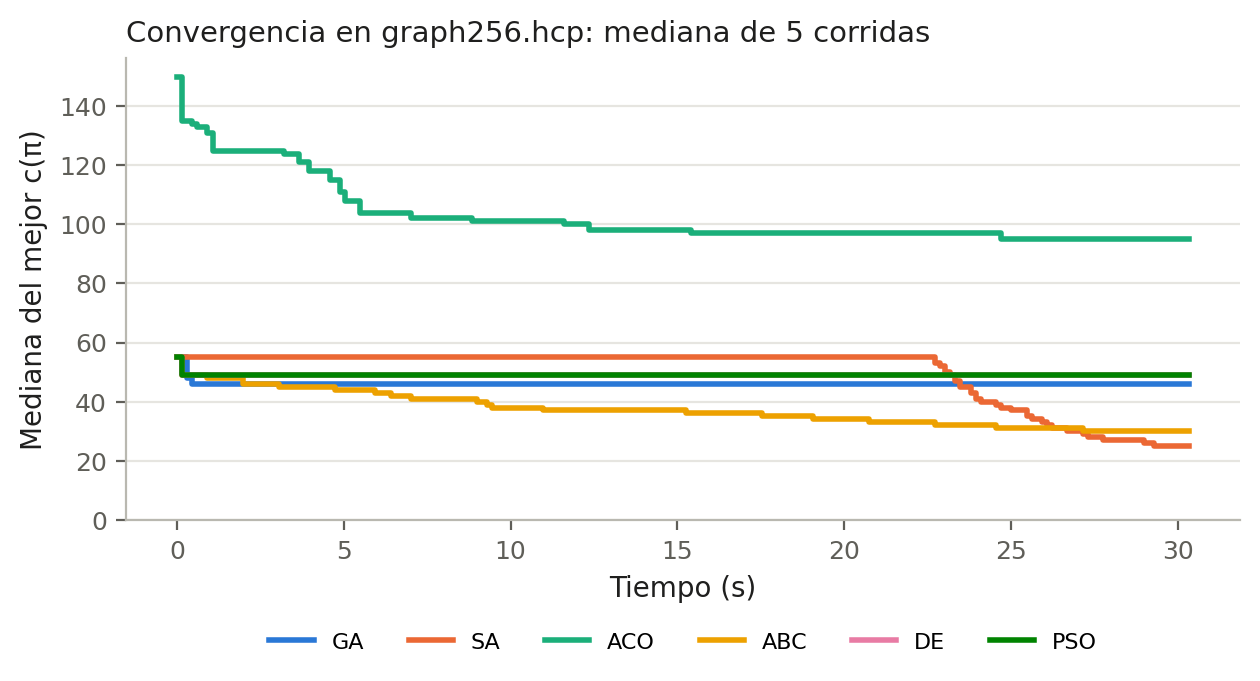 Convergencia en graph256.hcp: mediana de 5 corridas
Mediana del mejor c(π)
140
120
100
80
60
40
20
0
0 5 10 15 20 25 30
Tiempo (s)
GA SA ACO ABC DE PSO